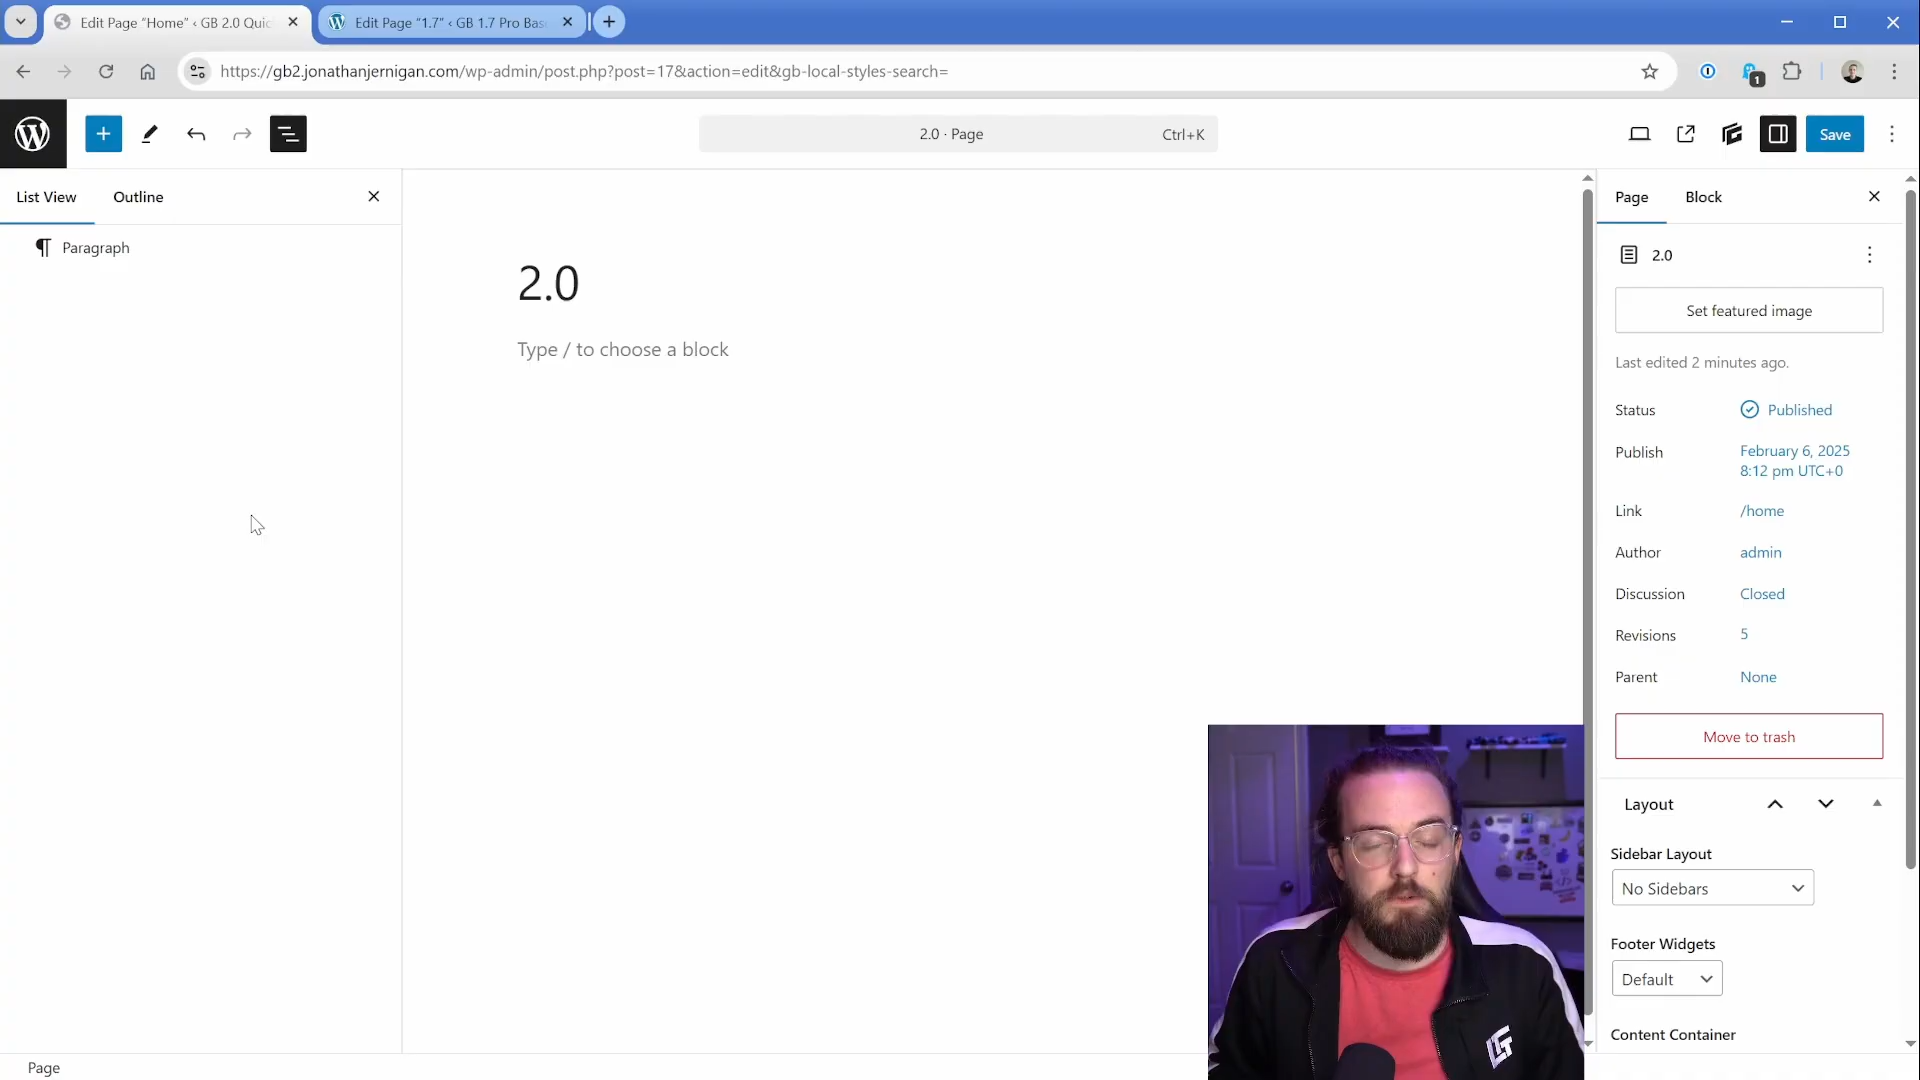 Edit Page “Home” ‹ GB 2.0 Quic
Edit Page “1.7” ‹ GB 1.7 Pro Bas
https://gb2.jonathanjernigan.com/wp-admin/post.php?post=17&action=edit&gb-local-styles-search=
1
2.0 · Page
Ctrl+K
Save
List View
Outline
Page
Block
Paragraph
2.0
2.0
Set featured image
Type / to choose a block
Last edited 2 minutes ago.
Status
Published
Publish
February 6, 2025
8:12 pm UTC+0
Link
/home
Author
admin
Discussion
Closed
Revisions
5
Parent
None
Move to trash
Layout
Sidebar Layout
No Sidebars
Footer Widgets
Default
Content Container
Page